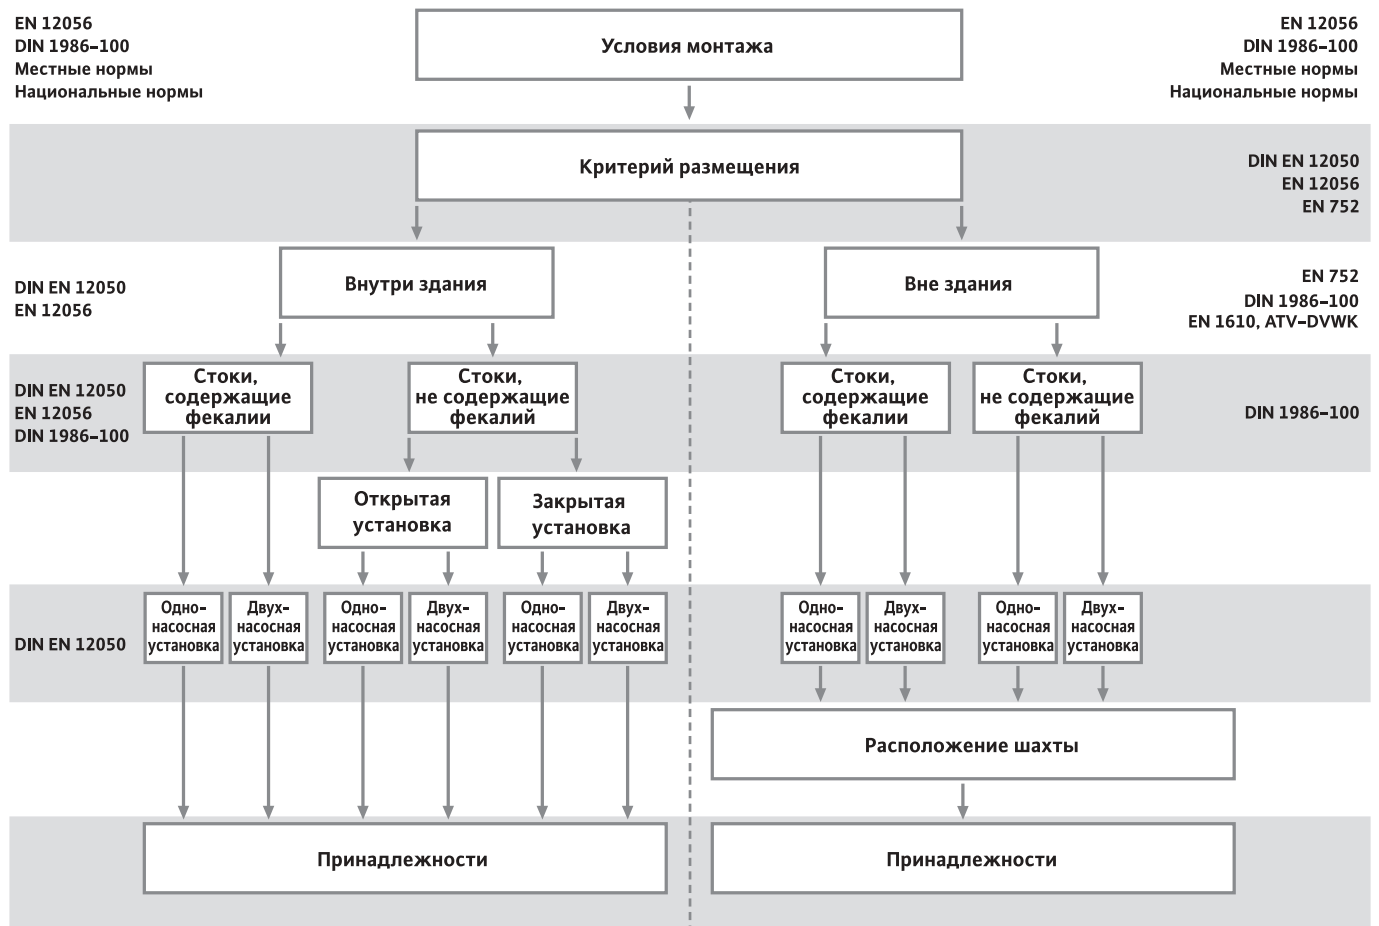 EN 12056
DIN 1986–100
Местные нормы
Национальные нормы
Условия монтажа
EN 12056
DIN 1986–100
Местные нормы
Национальные нормы
Критерий размещения
DIN EN 12050
EN 12056
EN 752
DIN EN 12050
EN 12056
Внутри здания
Вне здания
EN 752
DIN 1986–100
EN 1610, ATV–DVWK
DIN EN 12050
EN 12056
DIN 1986–100
Стоки,
содержащие
фекалии
Стоки,
не содержащие
фекалий
Стоки,
содержащие
фекалии
Стоки,
не содержащие
фекалий
DIN 1986–100
Открытая
установка
Закрытая
установка
DIN EN 12050
Одно–
насосная
установка
Двух–
насосная
установка
Одно–
насосная
установка
Двух–
насосная
установка
Одно–
насосная
установка
Двух–
насосная
установка
Одно–
насосная
установка
Двух–
насосная
установка
Одно–
насосная
установка
Двух–
насосная
установка
Расположение шахты
Принадлежности
Принадлежности